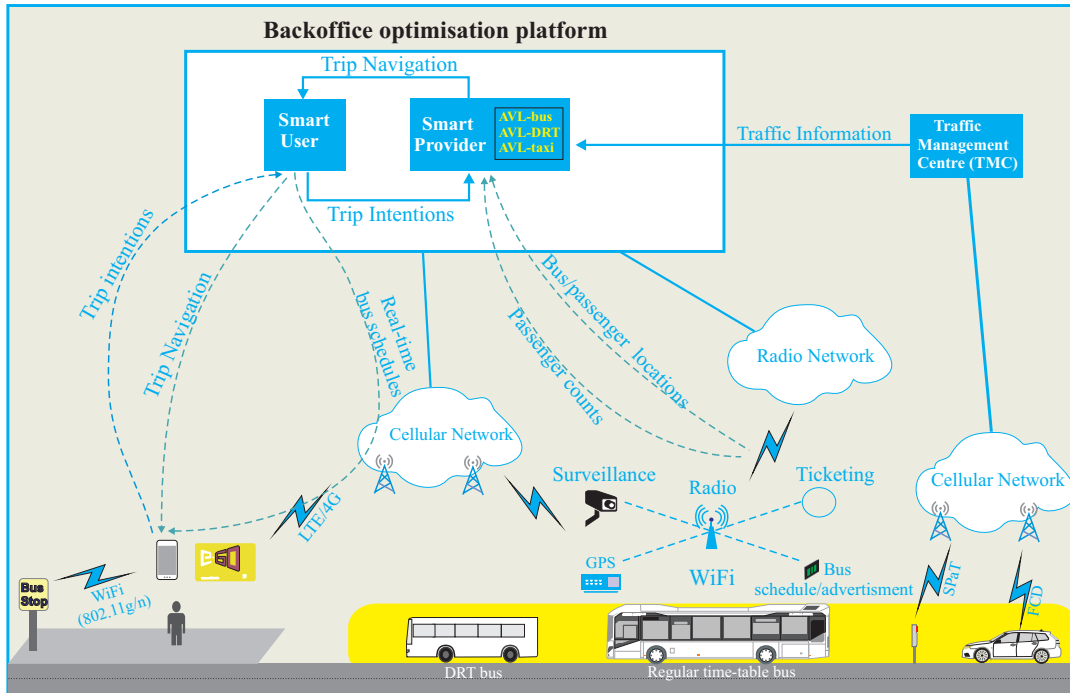 Backoffice optimisation platform
Trip Navigation
Smart
User
Smart
Provider
AVL-bus
AVL-DRT
AVL-taxi
Traffic Information
Traffic
Management
Centre (TMC)
Trip Intentions
Trip intentions
Trip Navigation
Real-time
bus schedules
Passenger counts
Bus/passenger locations
Radio Network
Cellular Network
Cellular Network
Surveillance
Radio
Ticketing
LTE/4G
GPS
WiFi
Bus
schedule/advertisment
SPaT
FCD
Bus
Stop
WiFi
(802.11g/n)
DRT bus
Regular time-table bus